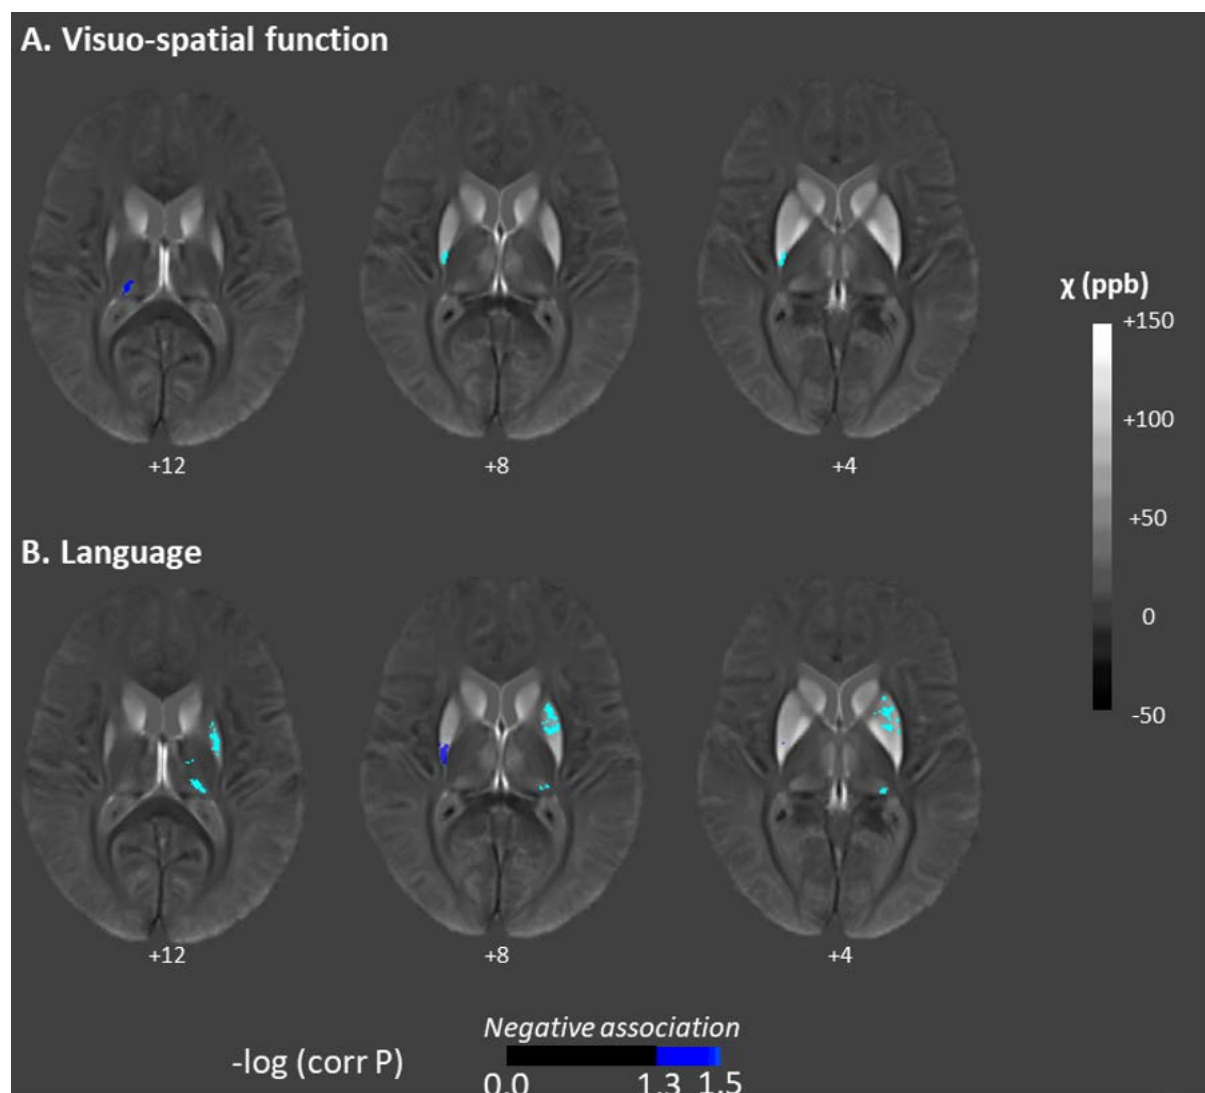 A. Visuo-spatial function
+12
+8
+4
χ (ppb)
+150
+100
+50
0
-50
B. Language
+12
+8
+4
Negative association
-log (corr P)
0.0 1.3 1.5